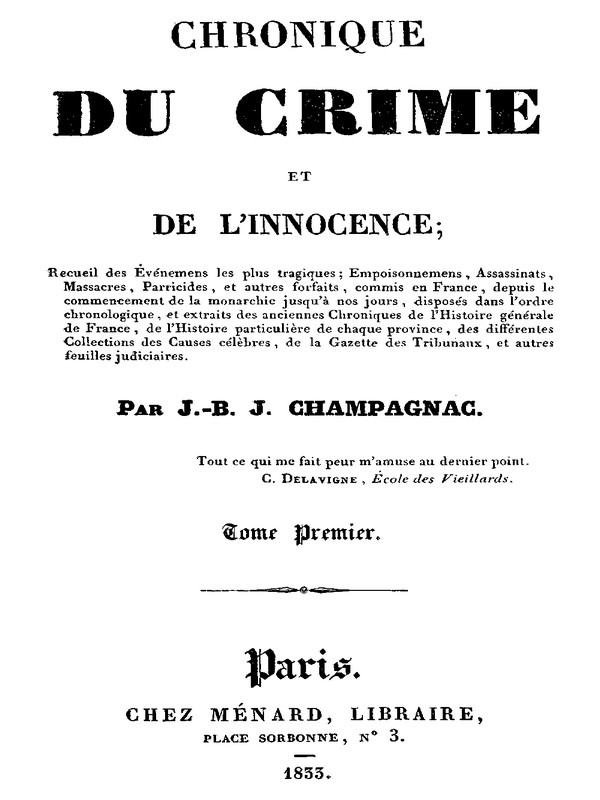 CHRONIQUE
DU CRIME
ET
DE L'INNOCENCE;
Recueil des Événemens les plus tragiques; Empoisonnemens, Assassinats,
Massacres, Parricides, et autres forfaits, commis en France, depuis le
commencement de la monarchie jusqu'à nos jours, disposés dans l'ordre
chronologique, et extraits des anciennes Chroniques de l'Histoire générale
de France, de l'Histoire particulière de chaque province, des différentes
Collections des Causes célèbres, de la Gazette des Tribunaux, et autres
feuilles judiciaires.
PAR J.-B. J. CHAMPAGNAC.
Tout ce qui me fait peur m'amuse au dernier point.
C. DELAVIGNE, École des Vieillards.
Tome Premier.
Paris.
CHEZ MÉNARD, LIBRAIRE,
PLACE SORBONNE, N° 3.
1833.